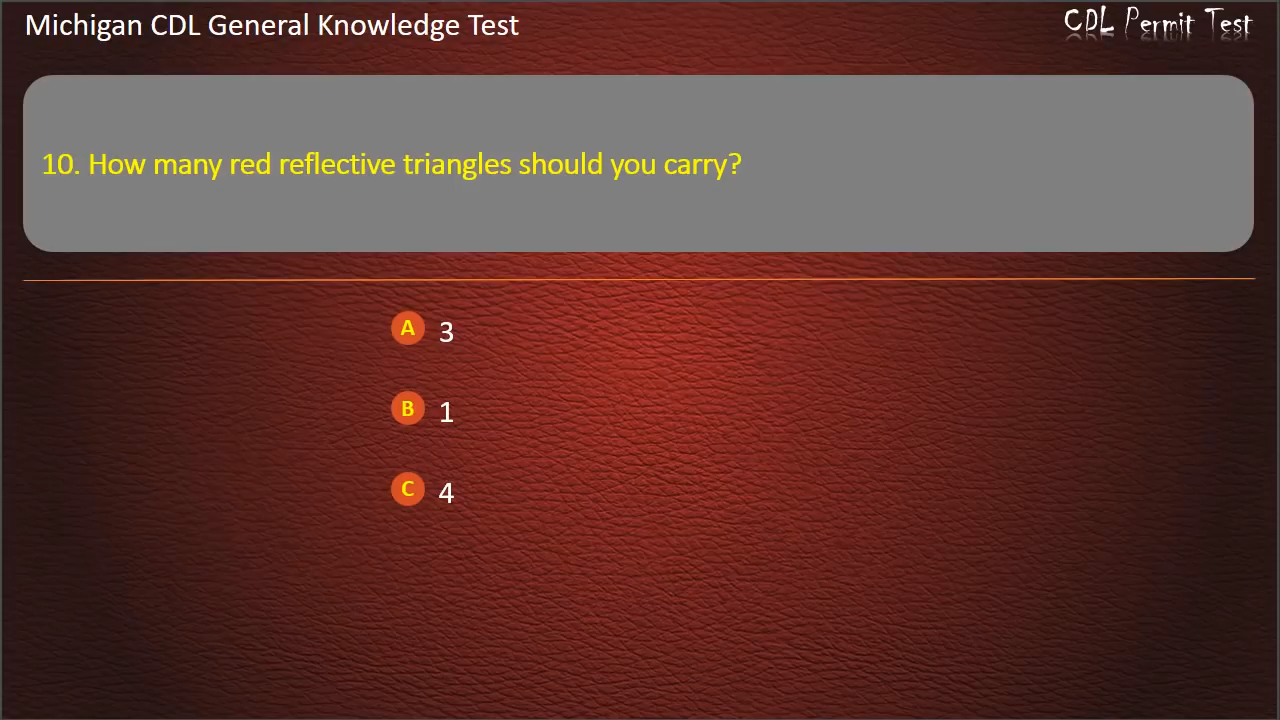 Michigan CDL General Knowledge Test
CDL Permit Test
10. How many red reflective triangles should you carry?
A 3
B 1
C 4